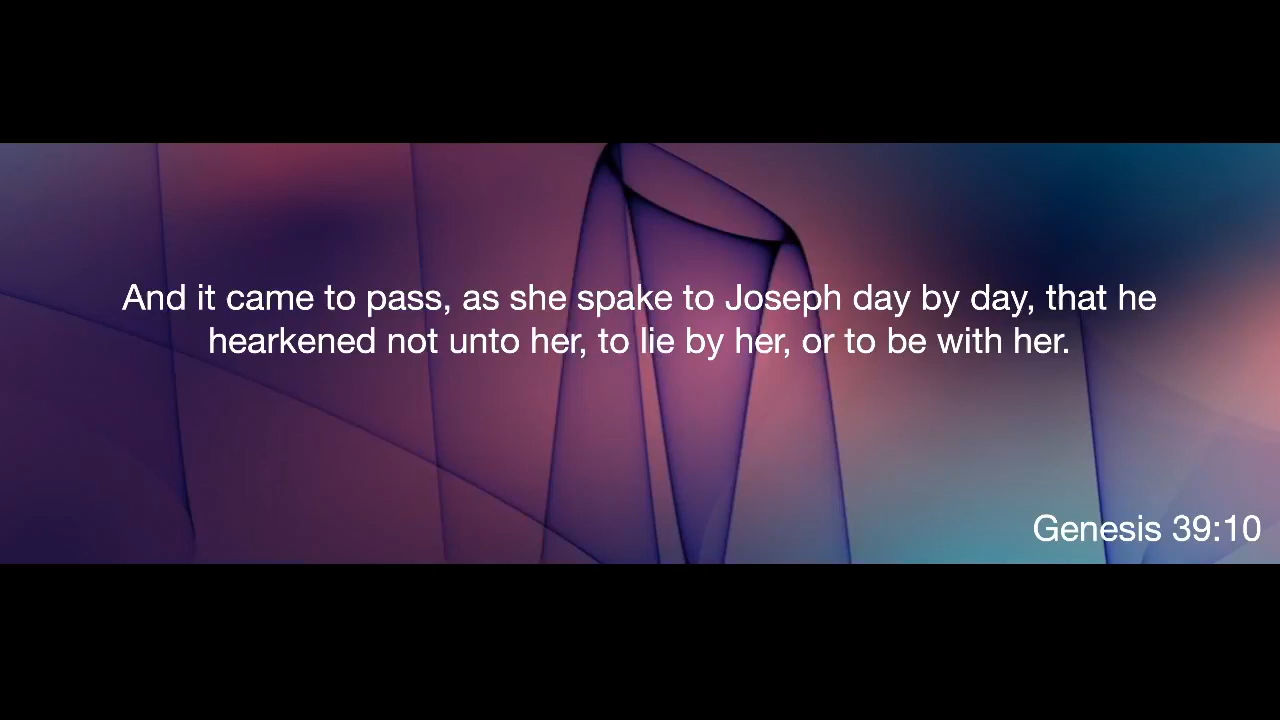 And it came to pass, as she spake to Joseph day by day, that he
hearkened not unto her, to lie by her, or to be with her.
Genesis 39:10